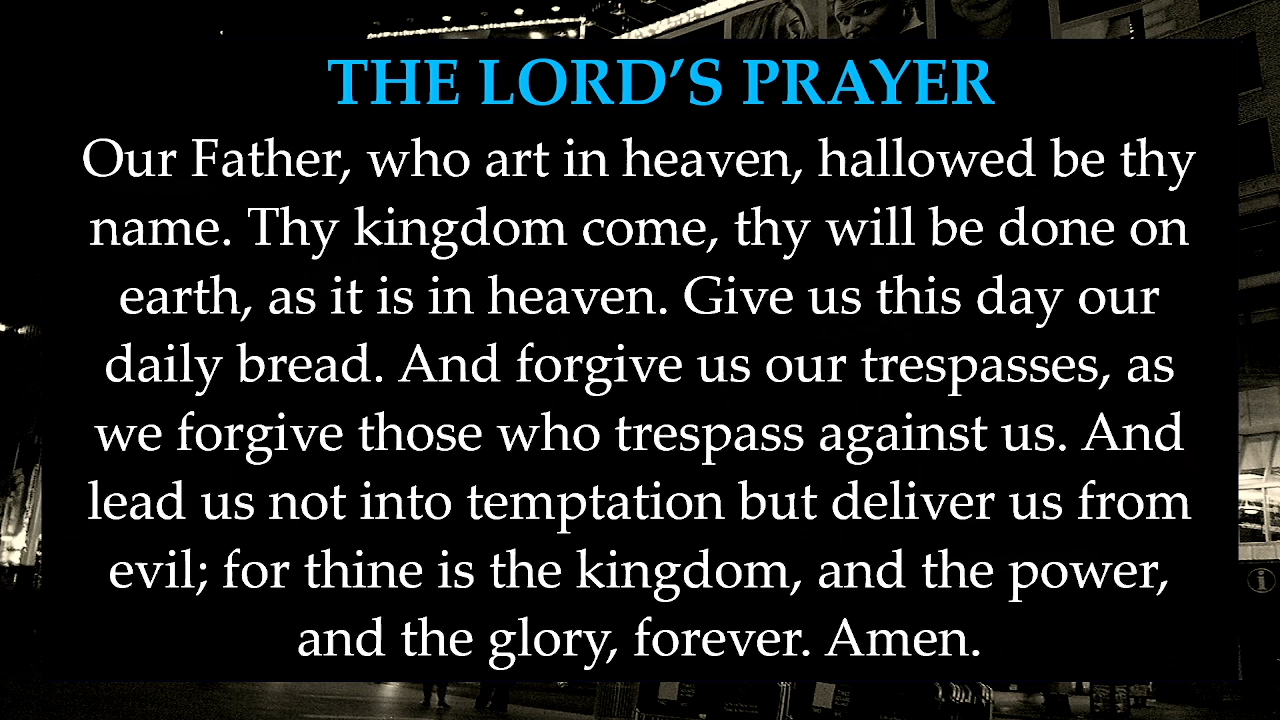 THE LORD’S PRAYER
Our Father, who art in heaven, hallowed be thy
name. Thy kingdom come, thy will be done on
earth, as it is in heaven. Give us this day our
daily bread. And forgive us our trespasses, as
we forgive those who trespass against us. And
lead us not into temptation but deliver us from
evil; for thine is the kingdom, and the power,
and the glory, forever. Amen.